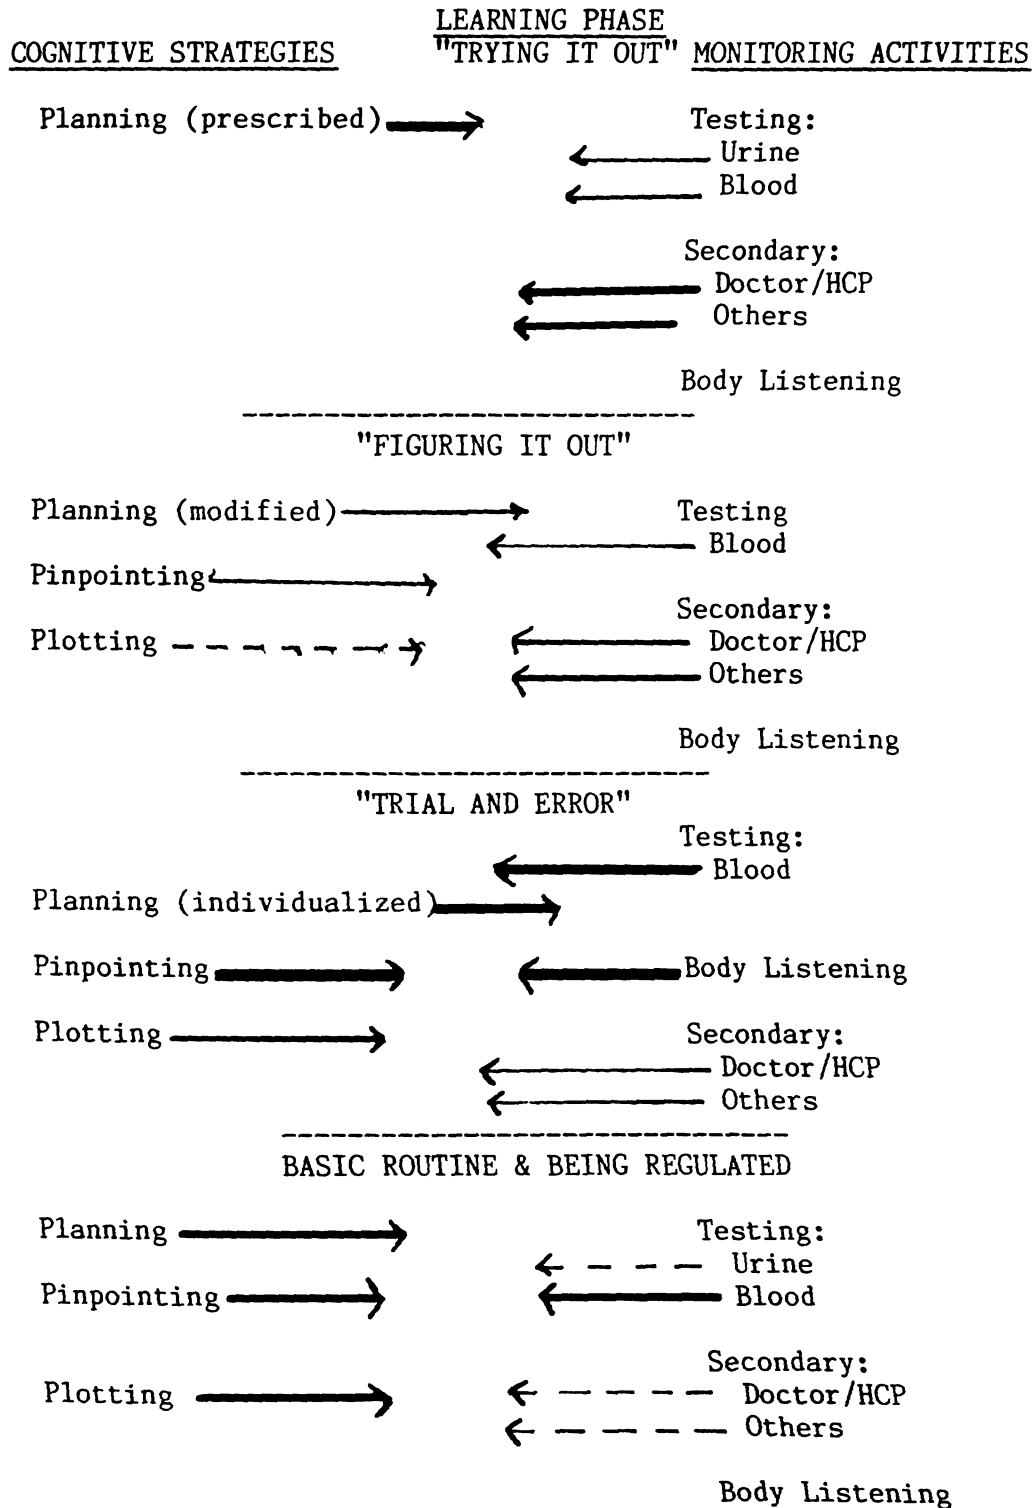 LEARNING PHASE
COGNITIVE STRATEGIES "TRYING IT OUT" MONITORING ACTIVITIES
Planning (prescribed) Testing:
Urine
Blood
Secondary:
Doctor/HCP
Others
Body Listening
"FIGURING IT OUT"
Planning (modified) Testing
Blood
Pinpointing
Secondary:
Plotting Doctor/HCP
Others
Body Listening
"TRIAL AND ERROR"
Testing:
Blood
Planning (individualized)
Pinpointing Body Listening
Plotting Secondary:
Doctor/HCP
Others
BASIC ROUTINE & BEING REGULATED
Planning Testing:
Urine
Pinpointing Blood
Secondary:
Plotting Doctor/HCP
Others
Body Listening